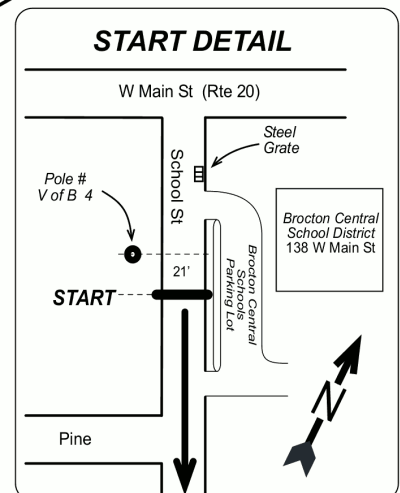 START DETAIL
W Main St (Rte 20)
School St
Steel
Grate
Pole #
V of B 4
Brocton Central
School District
138 W Main St
Brocton Central
Schools
Parking Lot
21'
START
N
Pine